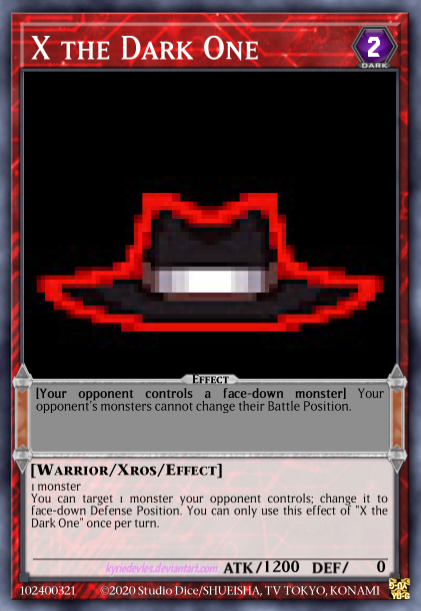 X the Dark One
2
DARK
Effect
[Your opponent controls a face-down monster] Your
opponent's monsters cannot change their Battle Position.
[Warrior/Xros/Effect]
1 monster
You can target 1 monster your opponent controls; change it to
face-down Defense Position. You can only use this effect of "X
the Dark One" once per turn.
kyriedevles.deviantart.com ATK/1200 DEF/ 0
102400321 ©2020 Studio Dice/SHUEISHA, TV TOKYO, KONAMI